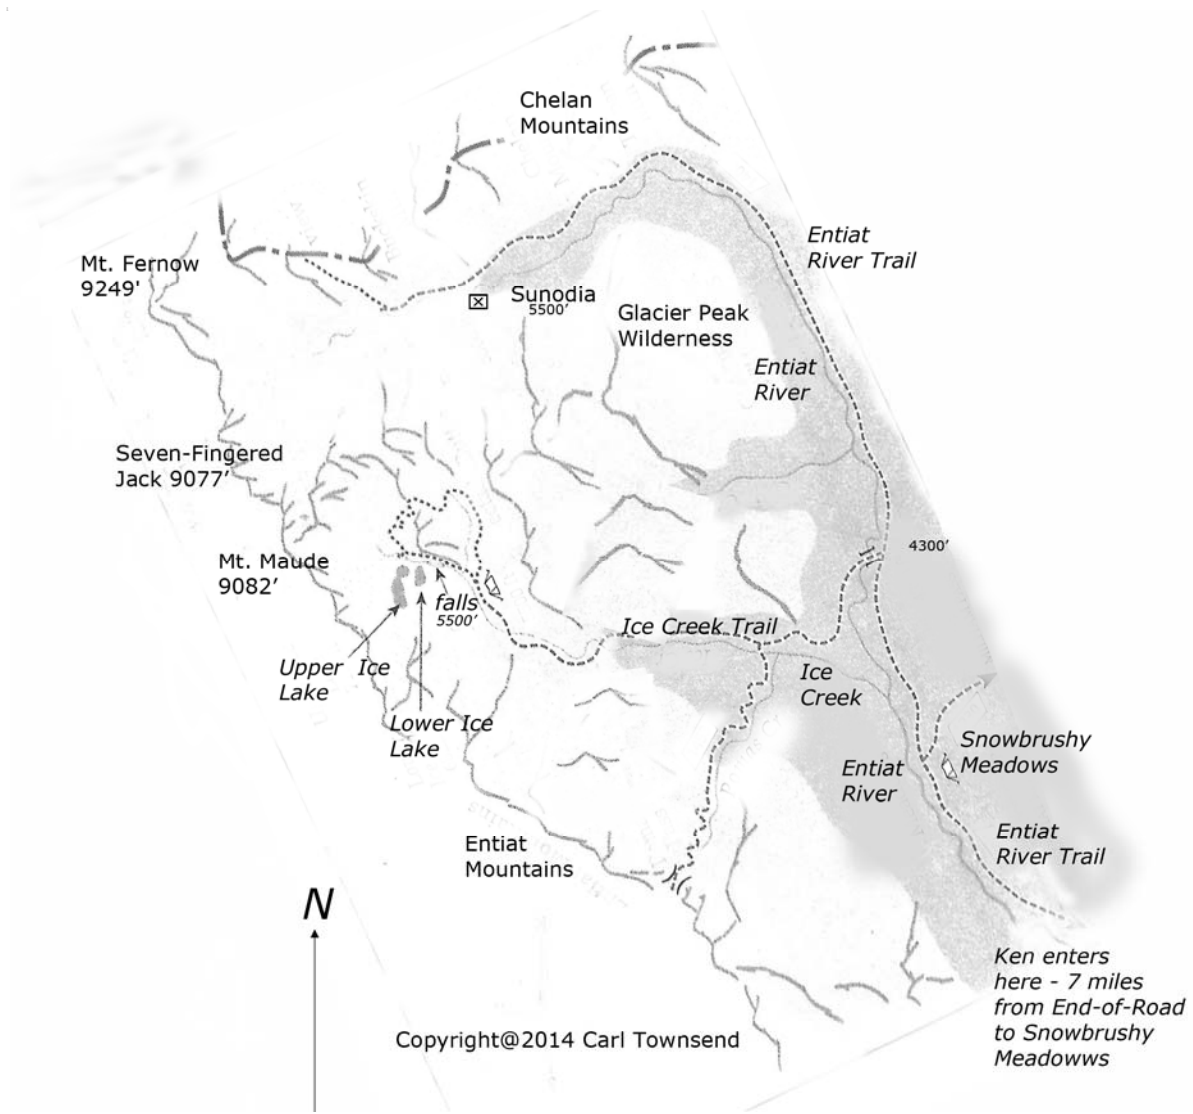 Chelan
Mountains
Entiat
River Trail
Mt. Fernow
9249'
Sunodia
5500'
Glacier Peak
Wilderness
Entiat
River
Seven-Fingered
Jack 9077'
4300'
Mt. Maude
9082'
falls
5500'
Ice Creek Trail
Upper Ice
Lake
Ice
Creek
Lower Ice
Lake
Snowbrushy
Meadows
Entiat
River
Entiat
River Trail
Entiat
Mountains
N
Ken enters
here - 7 miles
from End-of-Road
to Snowbrushy
Meadowws
Copyright@2014 Carl Townsend